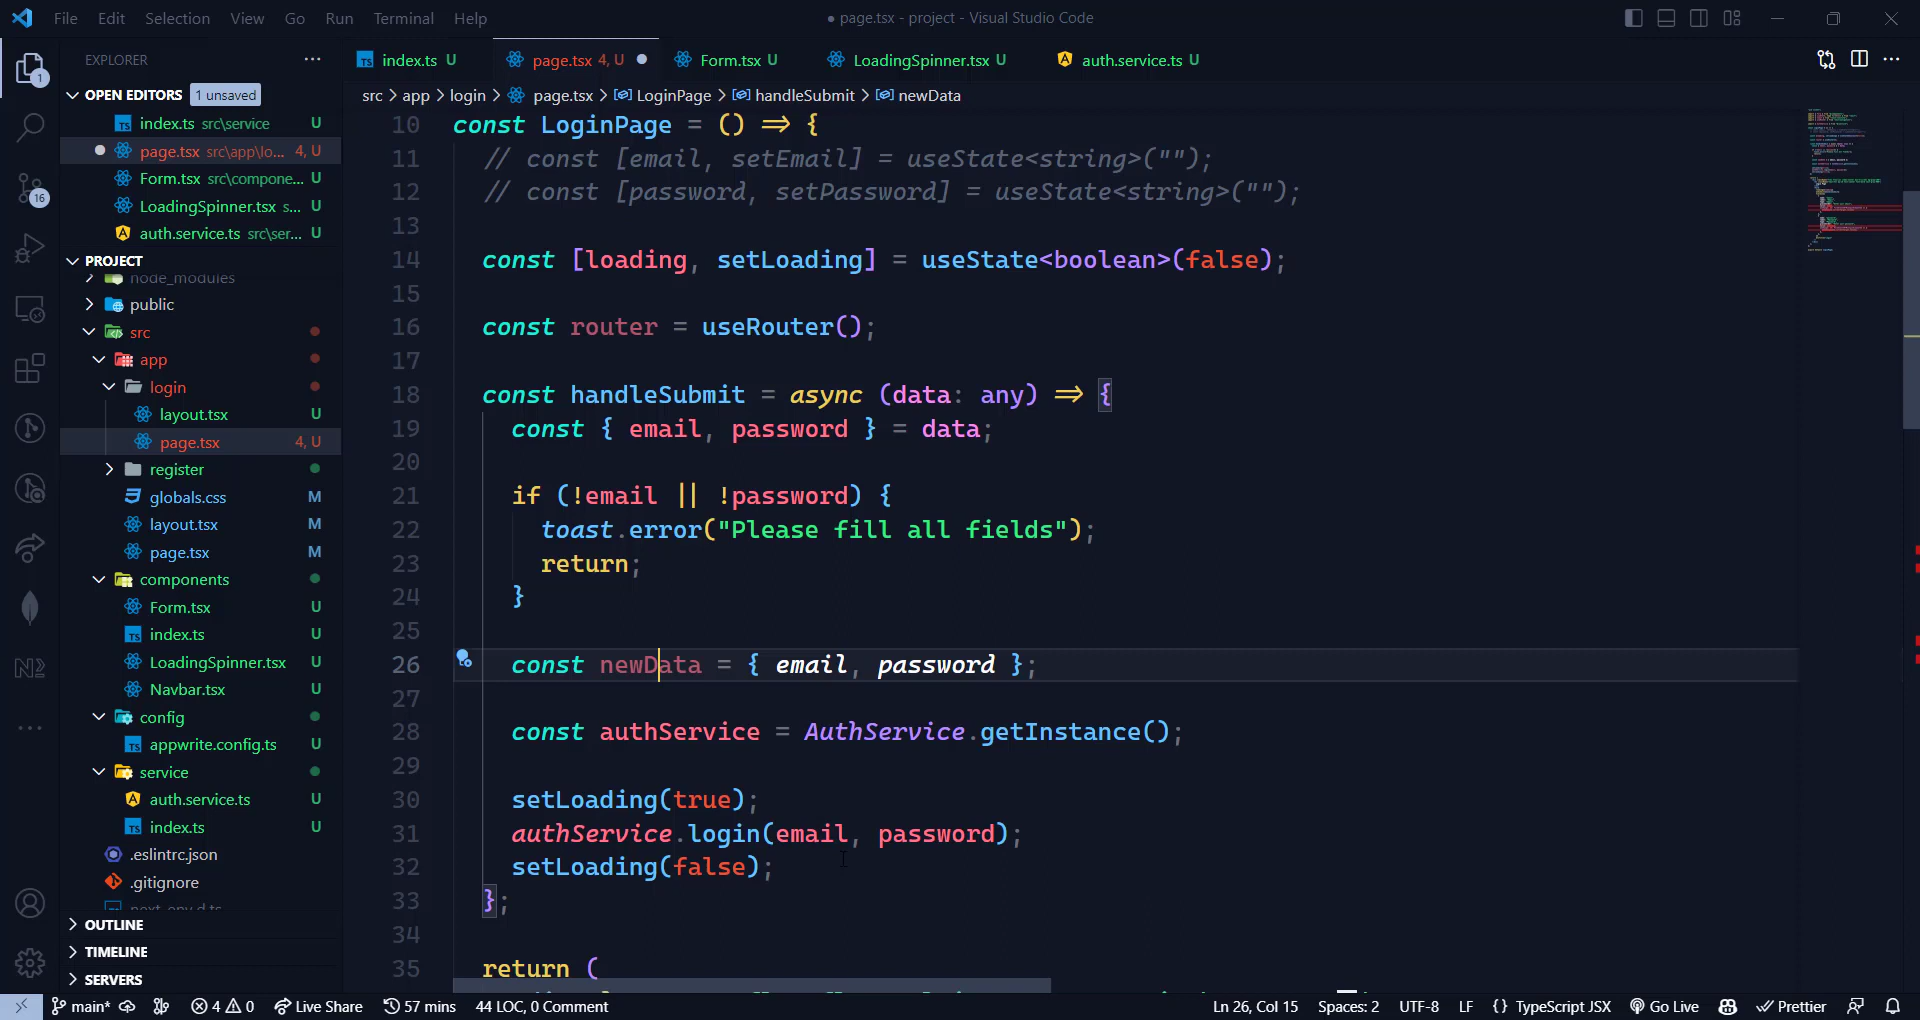 File Edit Selection View Go Run Terminal Help
● page.tsx - project - Visual Studio Code
EXPLORER
index.ts U
page.tsx 4, U
Form.tsx U
LoadingSpinner.tsx U
auth.service.ts U
OPEN EDITORS 1 unsaved
index.ts src\service U
page.tsx src\app\lo... 4, U
Form.tsx src\compone... U
LoadingSpinner.tsx s... U
auth.service.ts src\ser... U
PROJECT
node_modules
public
src
app
login
layout.tsx U
page.tsx 4, U
register
globals.css M
layout.tsx M
page.tsx M
components
Form.tsx U
index.ts U
LoadingSpinner.tsx U
Navbar.tsx U
config
appwrite.config.ts U
service
auth.service.ts U
index.ts U
.eslintrc.json
.gitignore
next-env.d.ts
OUTLINE
TIMELINE
SERVERS
1
16
src > app > login > page.tsx > LoginPage > handleSubmit > newData
10 const LoginPage = () => {
11 // const [email, setEmail] = useState<string>("");
12 // const [password, setPassword] = useState<string>("");
13
14 const [loading, setLoading] = useState<boolean>(false);
15
16 const router = useRouter();
17
18 const handleSubmit = async (data: any) => {
19 const { email, password } = data;
20
21 if (!email || !password) {
22 toast.error("Please fill all fields");
23 return;
24 }
25
26 const newData = { email, password };
27
28 const authService = AuthService.getInstance();
29
30 setLoading(true);
31 authService.login(email, password);
32 setLoading(false);
33 };
34
35 return (
main* 4 0 Live Share 57 mins 44 LOC, 0 Comment Ln 26, Col 15 Spaces: 2 UTF-8 LF {} TypeScript JSX Go Live Prettier